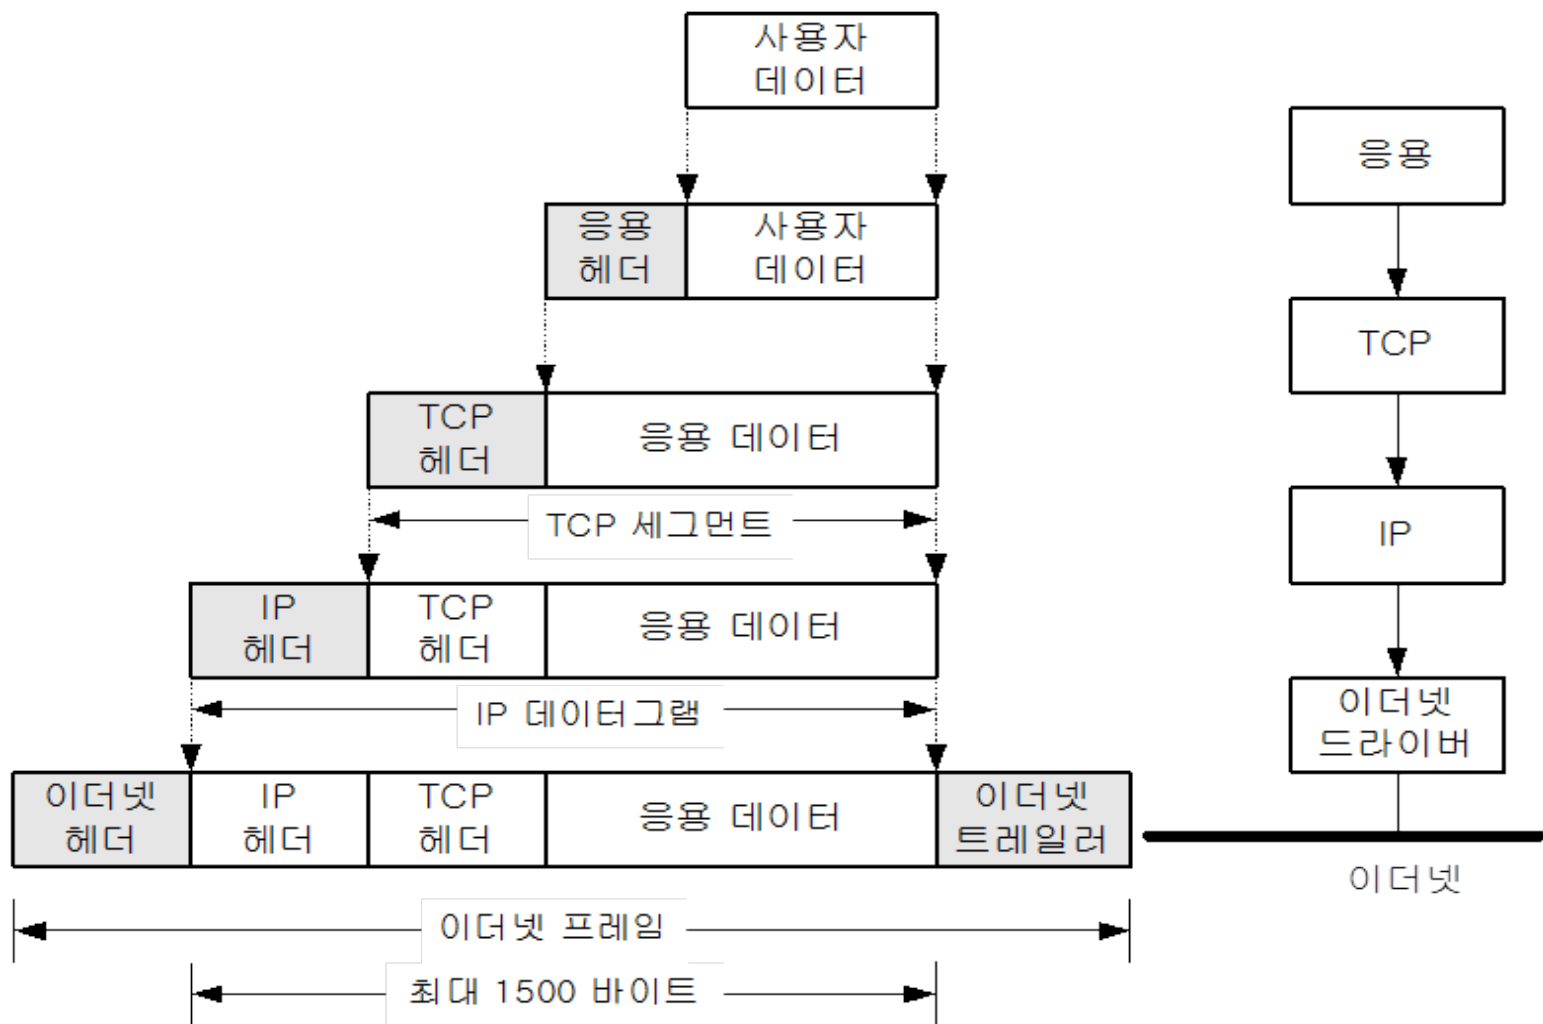 사용자
데이터
응용
헤더
사용자
데이터
TCP
헤더
응용 데이터
TCP 세그먼트
IP
헤더
TCP
헤더
응용 데이터
IP 데이터그램
이더넷
헤더
IP
헤더
TCP
헤더
응용 데이터
이더넷
트레일러
이더넷 프레임
최대 1500 바이트
응용
TCP
IP
이더넷
드라이버
이더넷